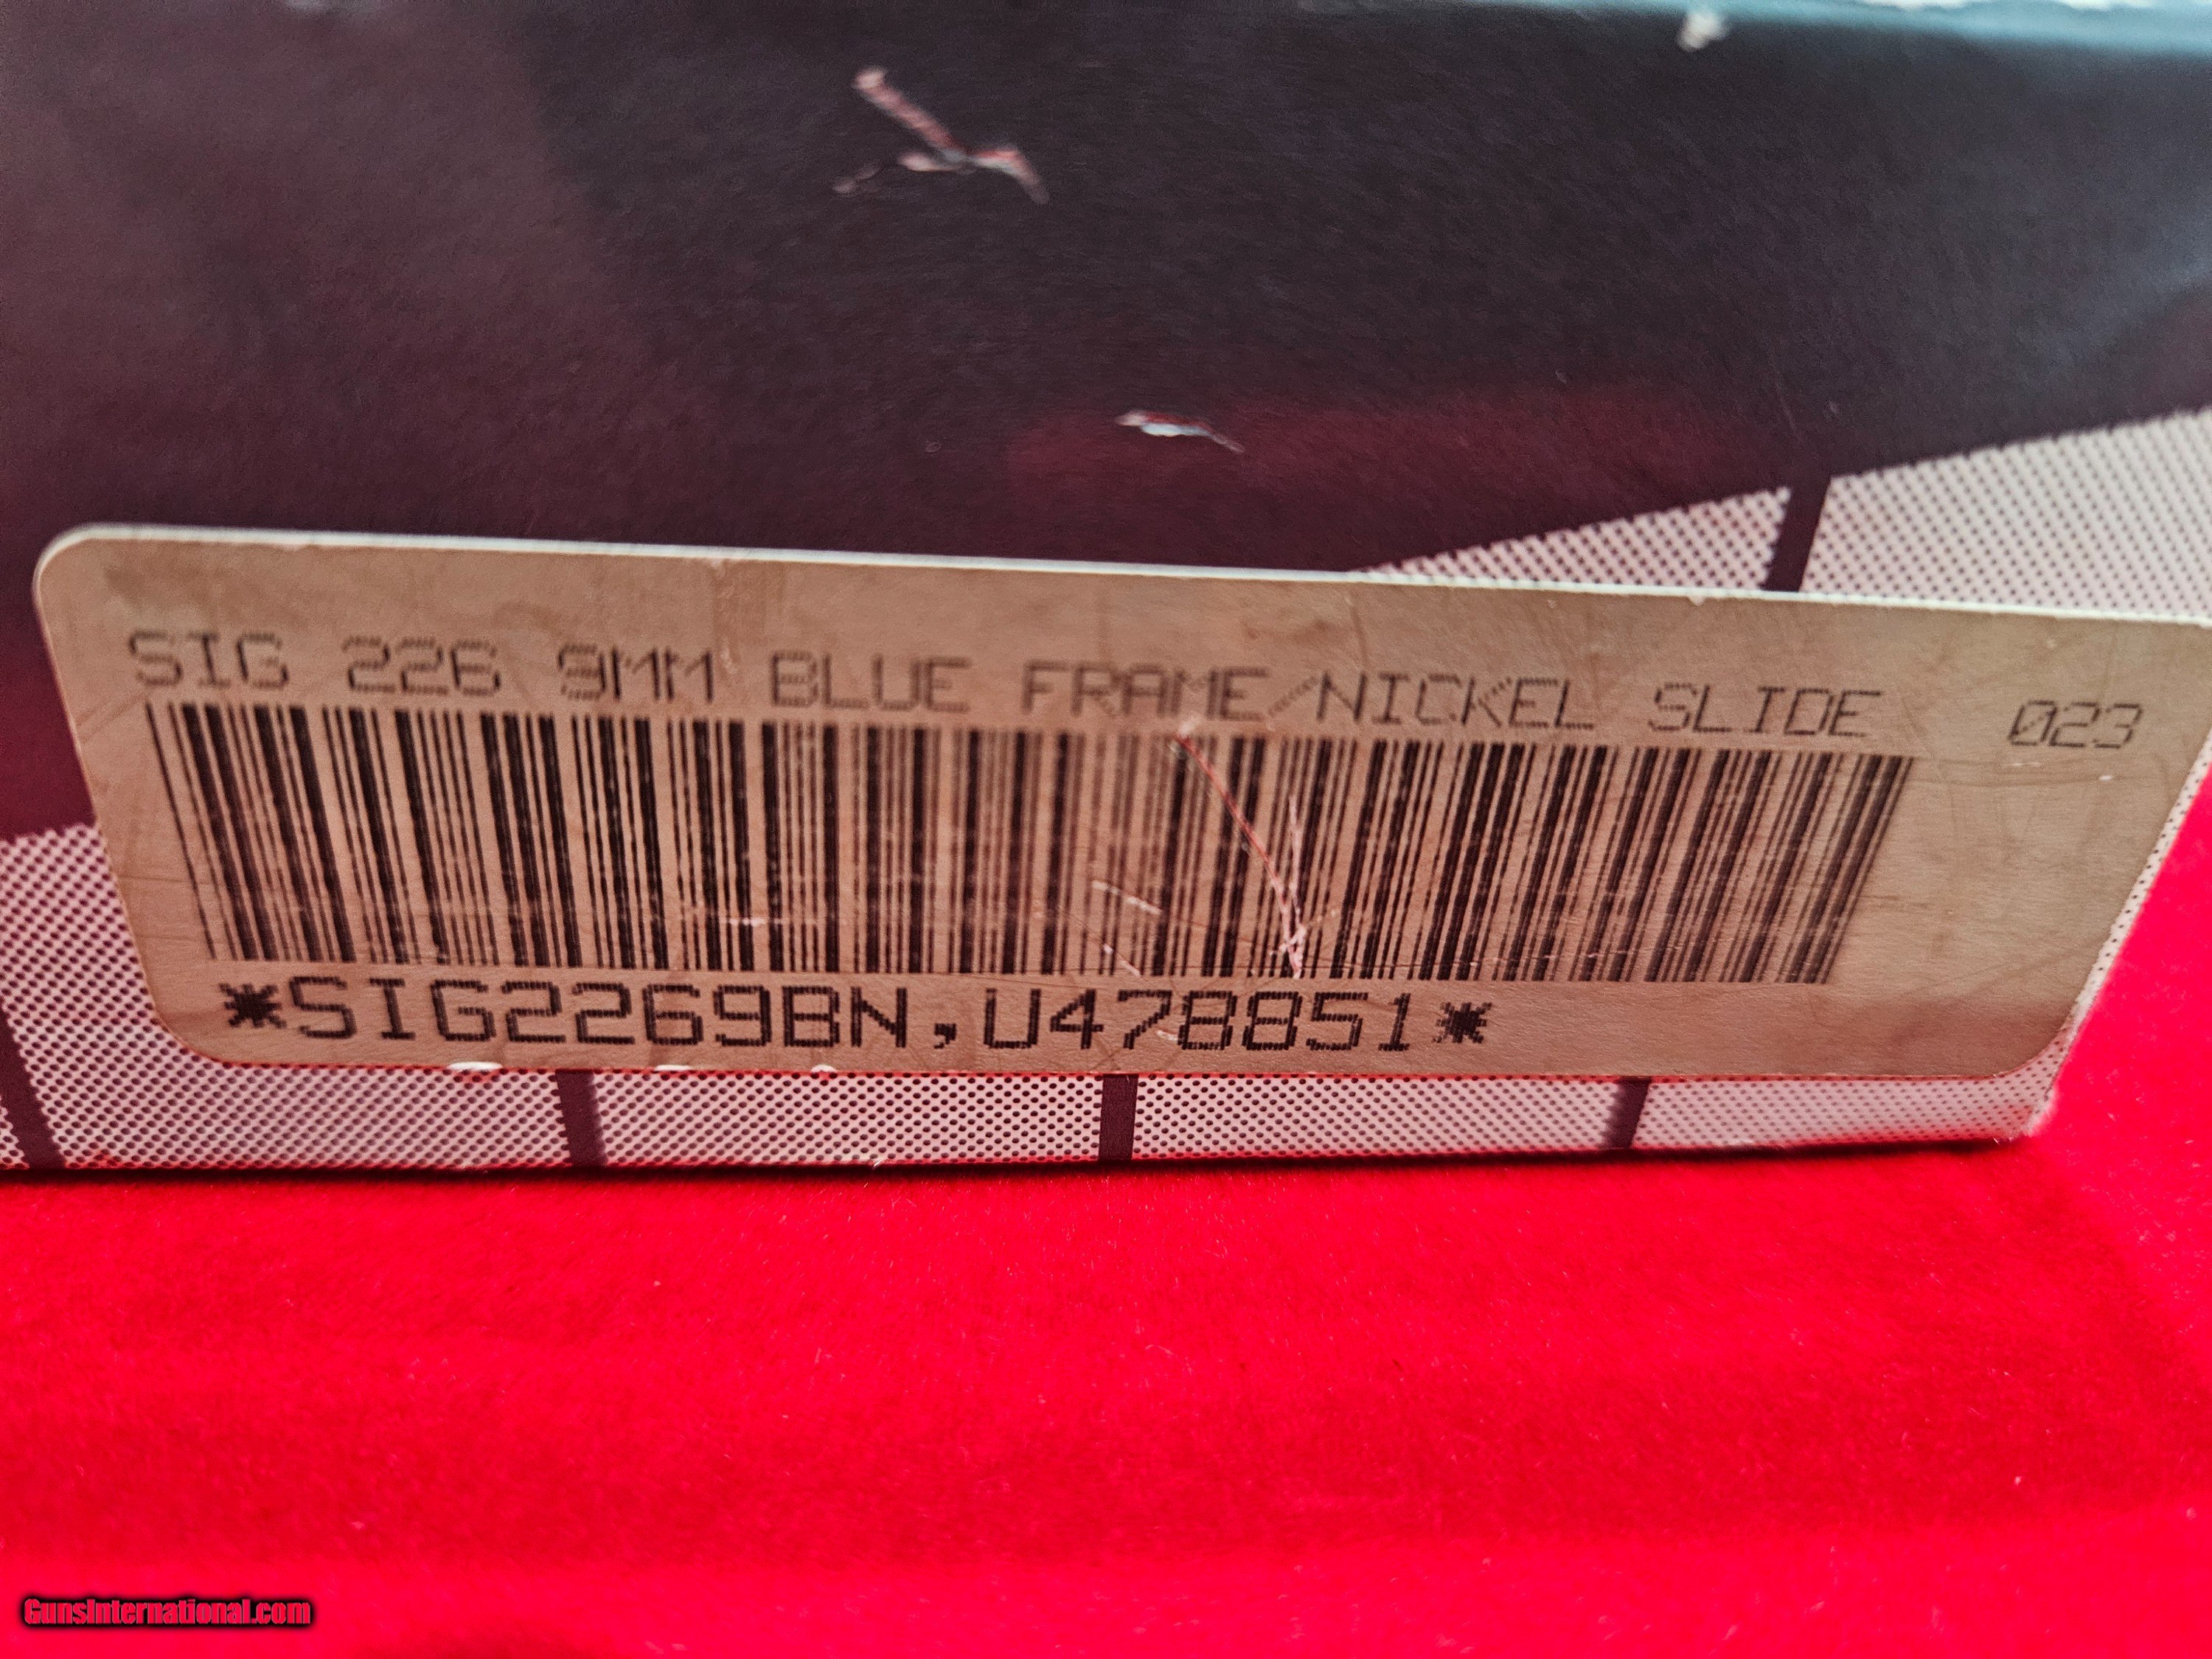 SIG 226 9MM BLUE FRAME/NICKEL SLIDE 023
*SIG2269BN,U478851*
GunsInternational.com